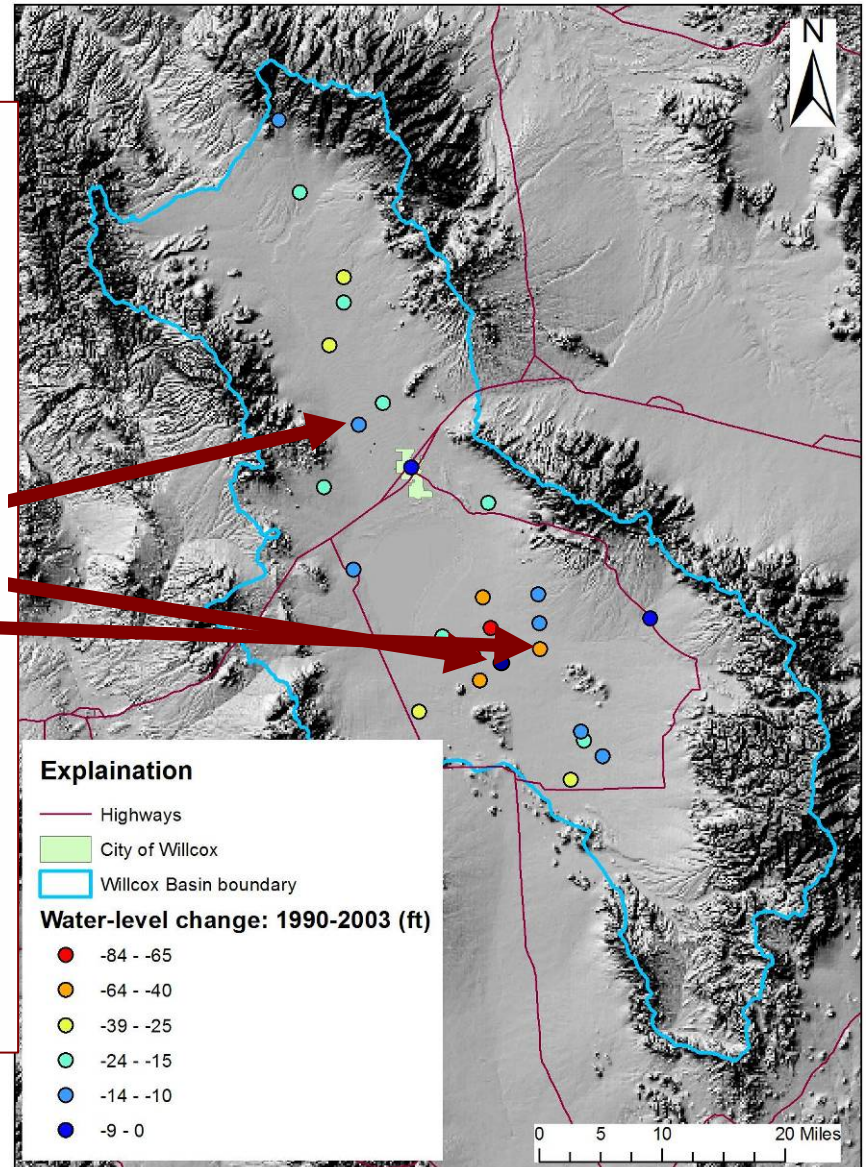 N
Explaination
Highways
City of Willcox
Willcox Basin boundary
Water-level change: 1990-2003 (ft)
-84 - -65
-64 - -40
-39 - -25
-24 - -15
-14 - -10
-9 - 0
0 5 10 20 Miles